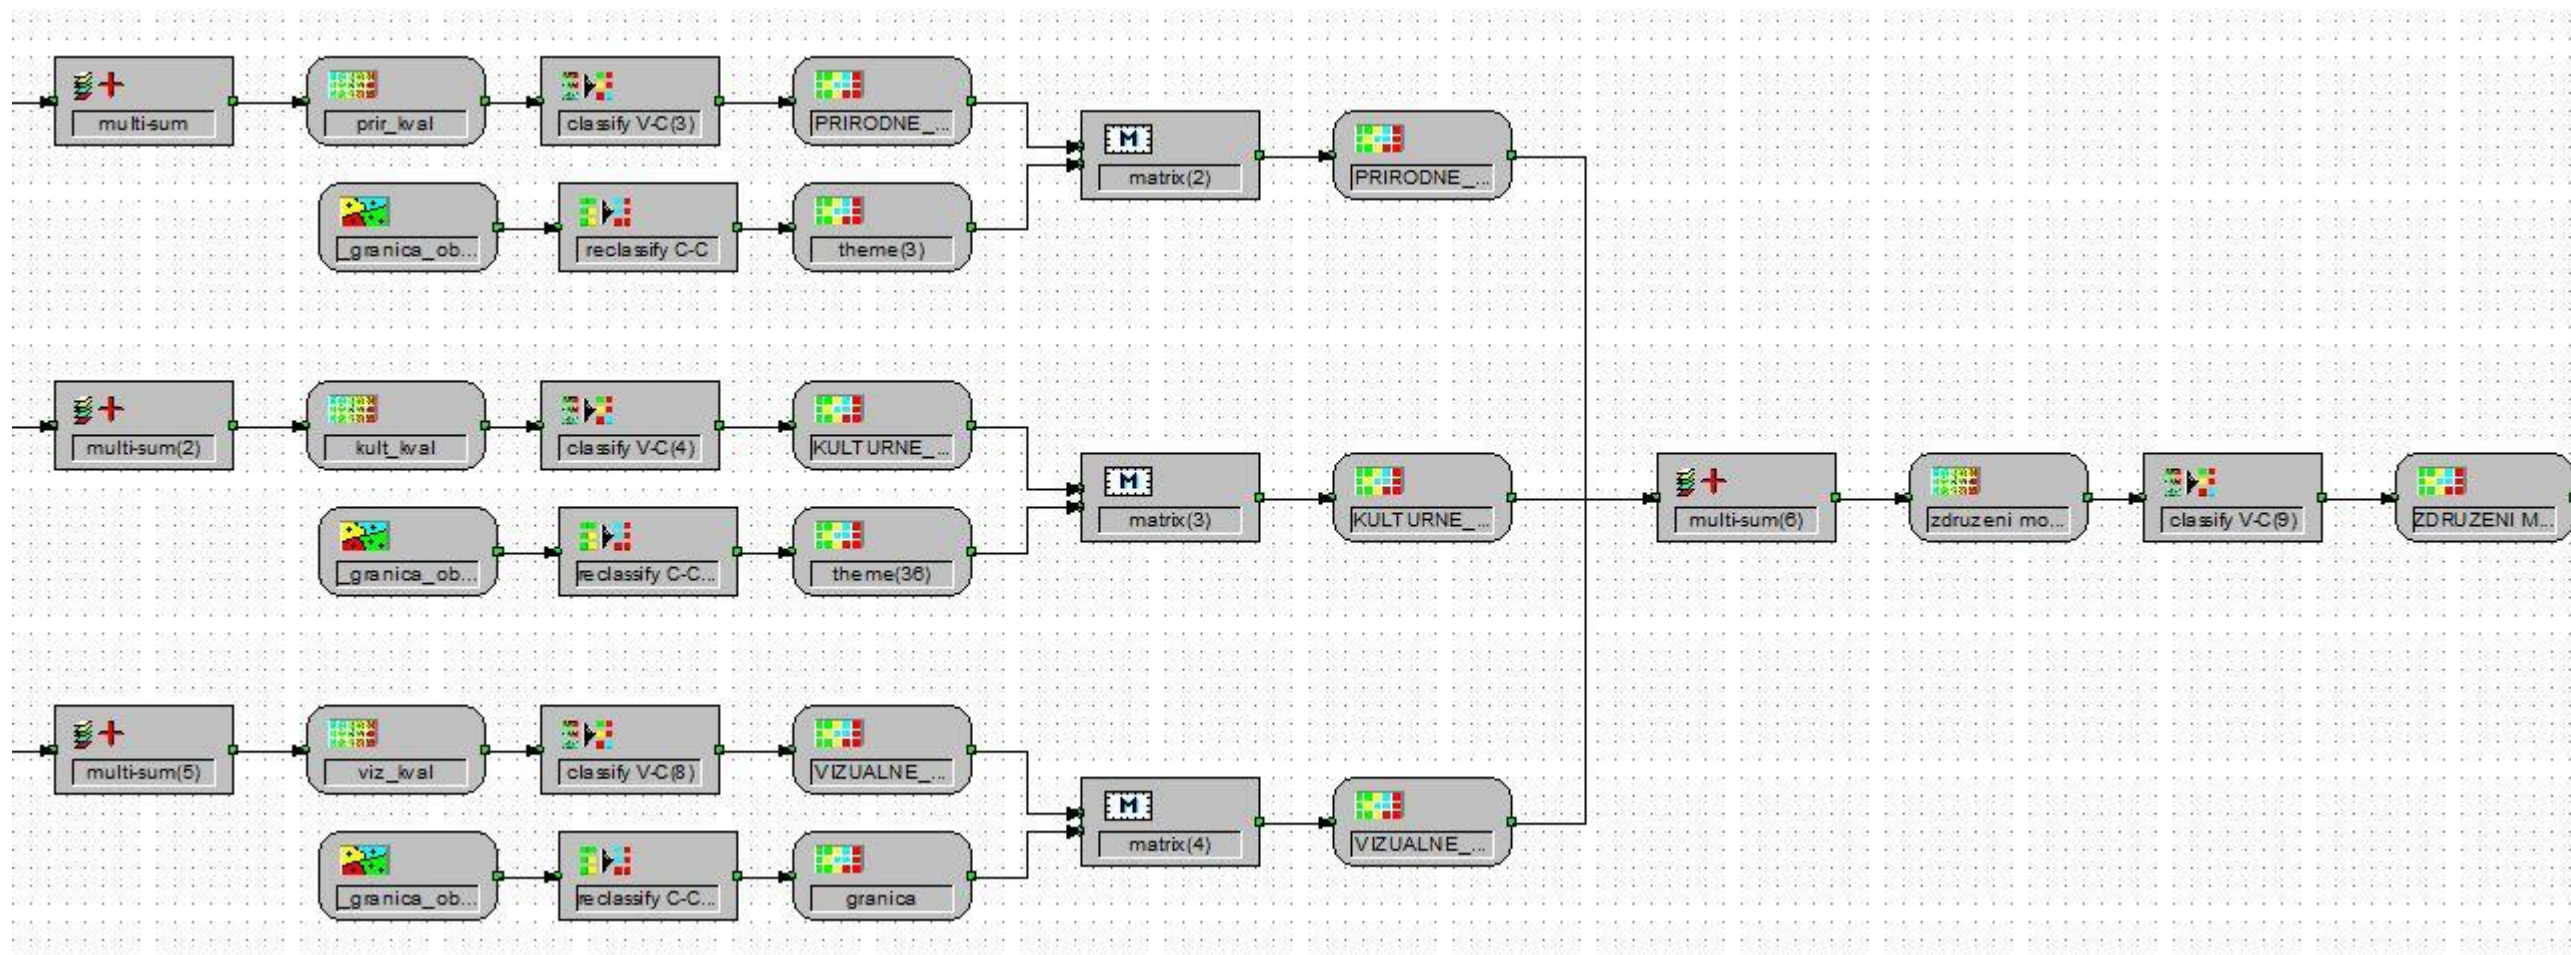 multi-sum
prir_kval
classify V-C(3)
PRIRODNE_...
matrix(2)
PRIRODNE_...
_granica_ob...
reclassify C-C
theme(3)
multi-sum(2)
kult_kval
classify V-C(4)
KULTURNE_...
matrix(3)
KULTURNE_...
multi-sum(6)
zdruzeni mo...
classify V-C(9)
ZDRUZENI M...
_granica_ob...
reclassify C-C...
theme(36)
multi-sum(5)
viz_kval
classify V-C(8)
VIZUALNE_...
matrix(4)
VIZUALNE_...
_granica_ob...
reclassify C-C...
granica